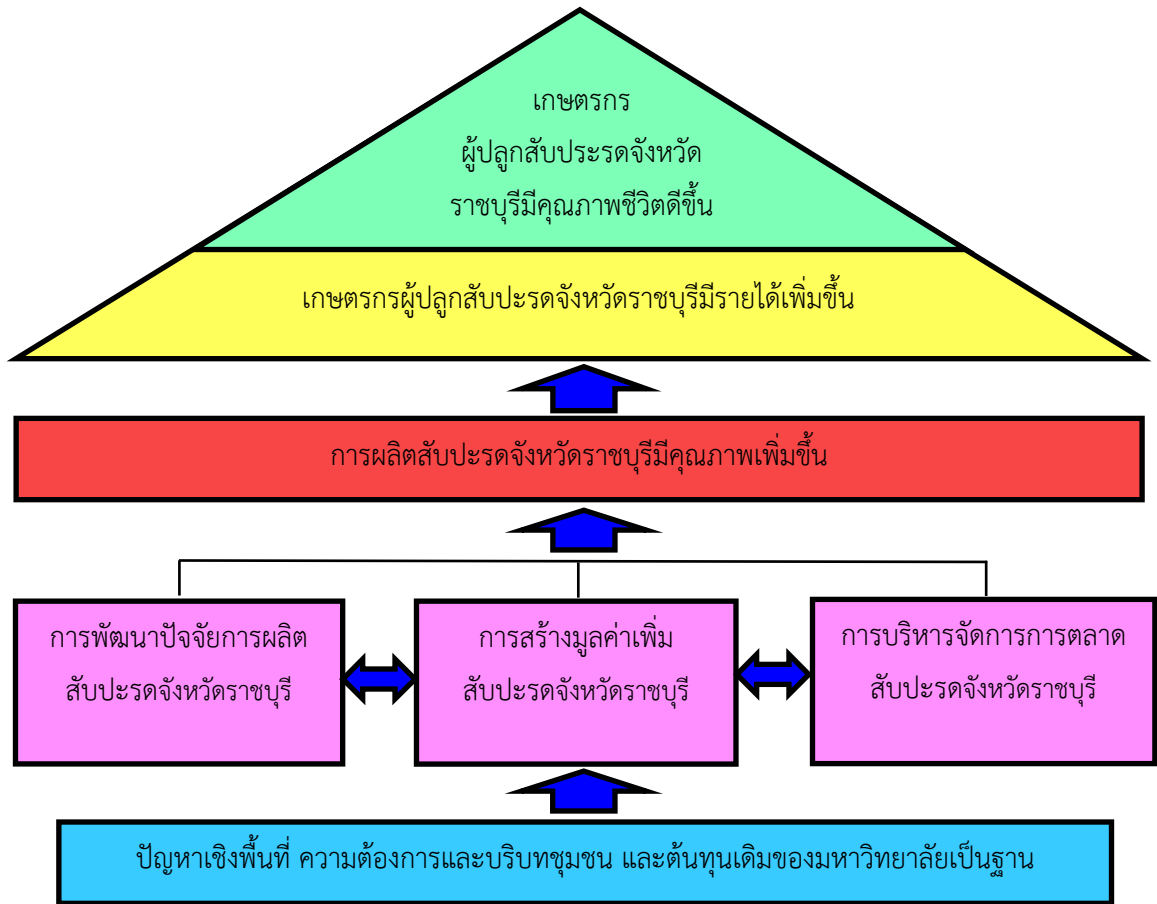 เกษตรกร
ผู้ปลูกสับประรดจังหวัด
ราชบุรีมีคุณภาพชีวิตดีขึ้น
เกษตรกรผู้ปลูกสับปะรดจังหวัดราชบุรีมีรายได้เพิ่มขึ้น
การผลิตสับปะรดจังหวัดราชบุรีมีคุณภาพเพิ่มขึ้น
การพัฒนาปัจจัยการผลิต
สับปะรดจังหวัดราชบุรี
การสร้างมูลค่าเพิ่ม
สับปะรดจังหวัดราชบุรี
การบริหารจัดการการตลาด
สับปะรดจังหวัดราชบุรี
ปัญหาเชิงพื้นที่ ความต้องการและบริบทชุมชน และต้นทุนเดิมของมหาวิทยาลัยเป็นฐาน